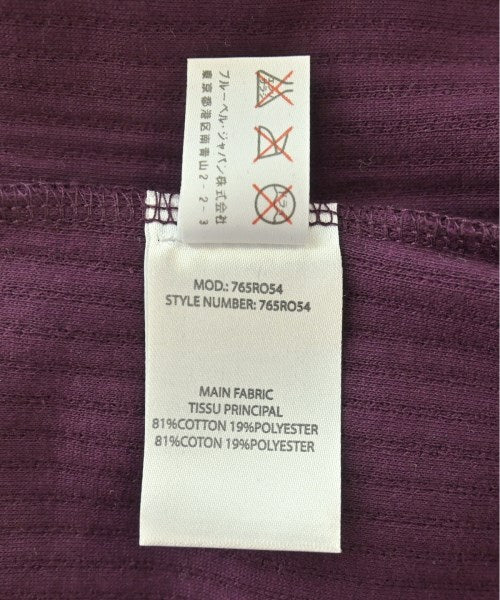 ブルーベル・ジャパン株式会社
東京都港区南青山2-2-3
MOD.: 765RO54
STYLE NUMBER: 765RO54
MAIN FABRIC
TISSU PRINCIPAL
81%COTTON 19%POLYESTER
81%COTTON 19%POLYESTER